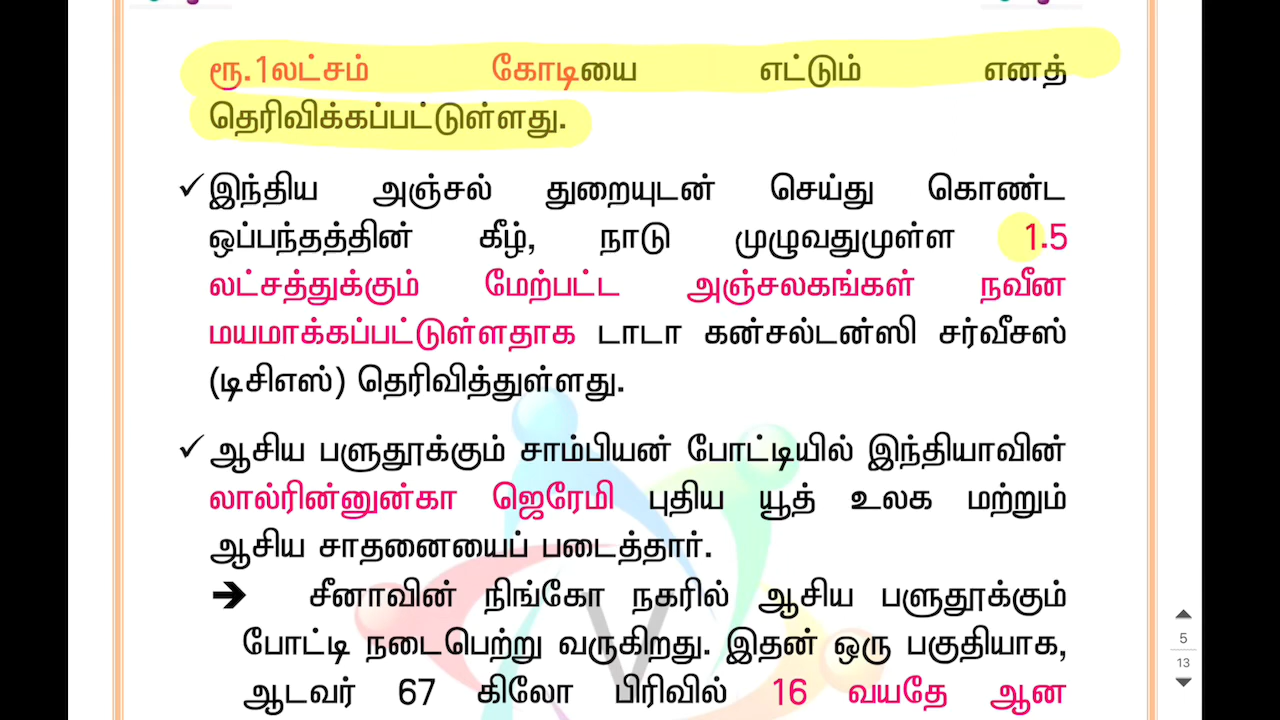 ரூ.1லட்சம் கோடியை எட்டும் எனத்
தெரிவிக்கப்பட்டுள்ளது.
✓ இந்திய அஞ்சல் துறையுடன் செய்து கொண்ட
ஒப்பந்தத்தின் கீழ், நாடு முழுவதுமுள்ள 1.5
லட்சத்துக்கும் மேற்பட்ட அஞ்சலகங்கள் நவீன
மயமாக்கப்பட்டுள்ளதாக டாடா கன்சல்டன்ஸி சர்வீசஸ்
(டிசிஎஸ்) தெரிவித்துள்ளது.
✓ ஆசிய பளுதூக்கும் சாம்பியன் போட்டியில் இந்தியாவின்
லால்ரின்னுன்கா ஜெரேமி புதிய யூத் உலக மற்றும்
ஆசிய சாதனையைப் படைத்தார்.
➔ சீனாவின் நிங்கோ நகரில் ஆசிய பளுதூக்கும்
போட்டி நடைபெற்று வருகிறது. இதன் ஒரு பகுதியாக,
ஆடவர் 67 கிலோ பிரிவில் 16 வயதே ஆன
5
13